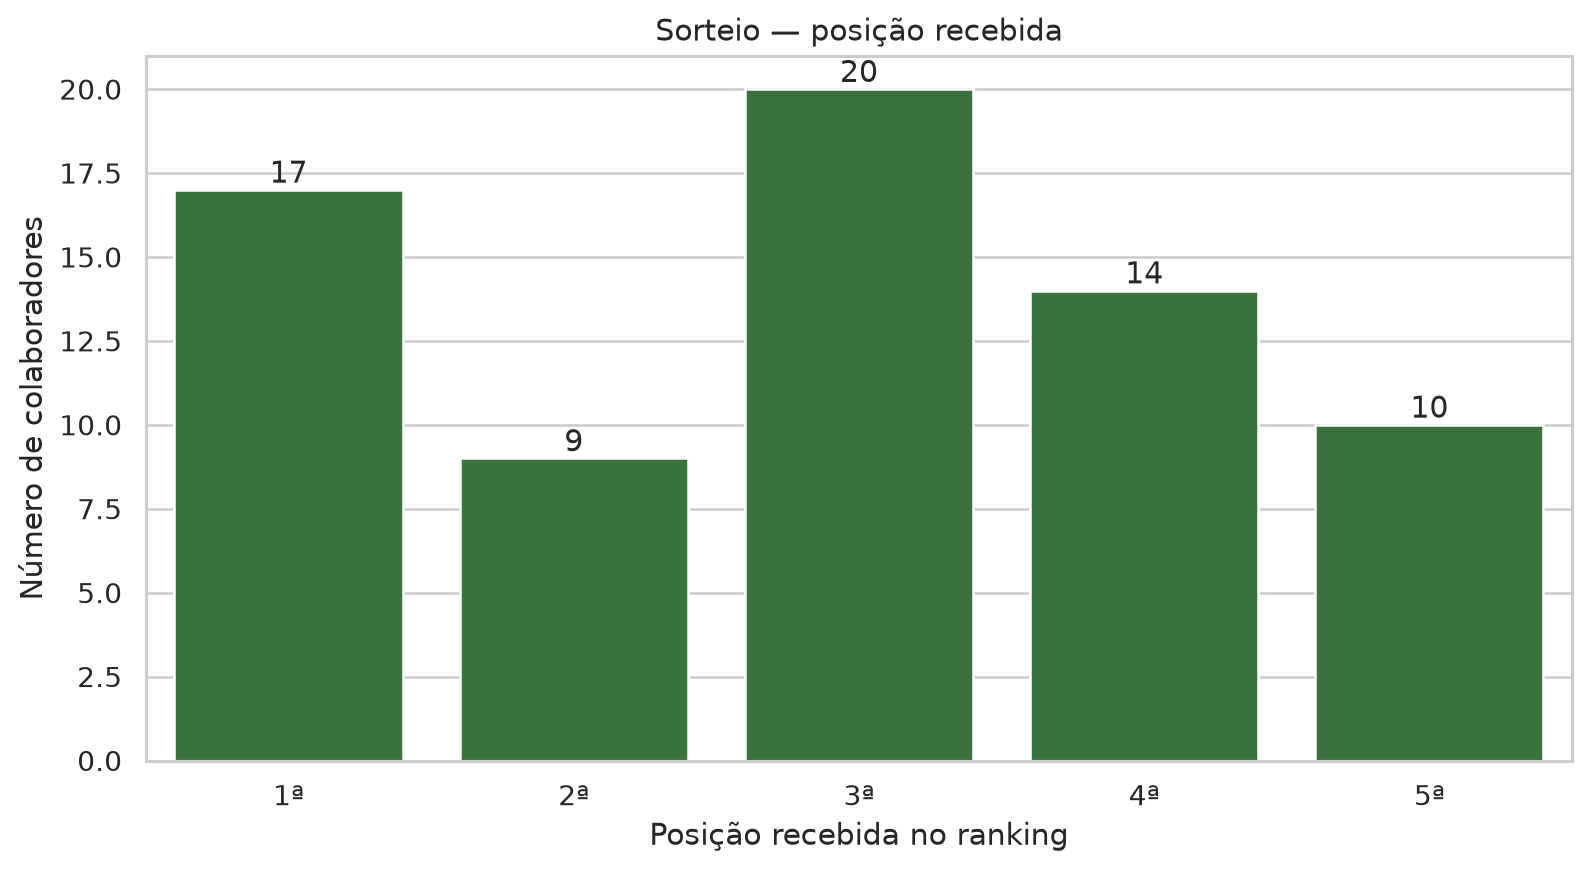 Sorteio — posição recebida
Número de colaboradores
20.0
17.5
15.0
12.5
10.0
7.5
5.0
2.5
0.0
17
9
20
14
10
1ª
2ª
3ª
4ª
5ª
Posição recebida no ranking